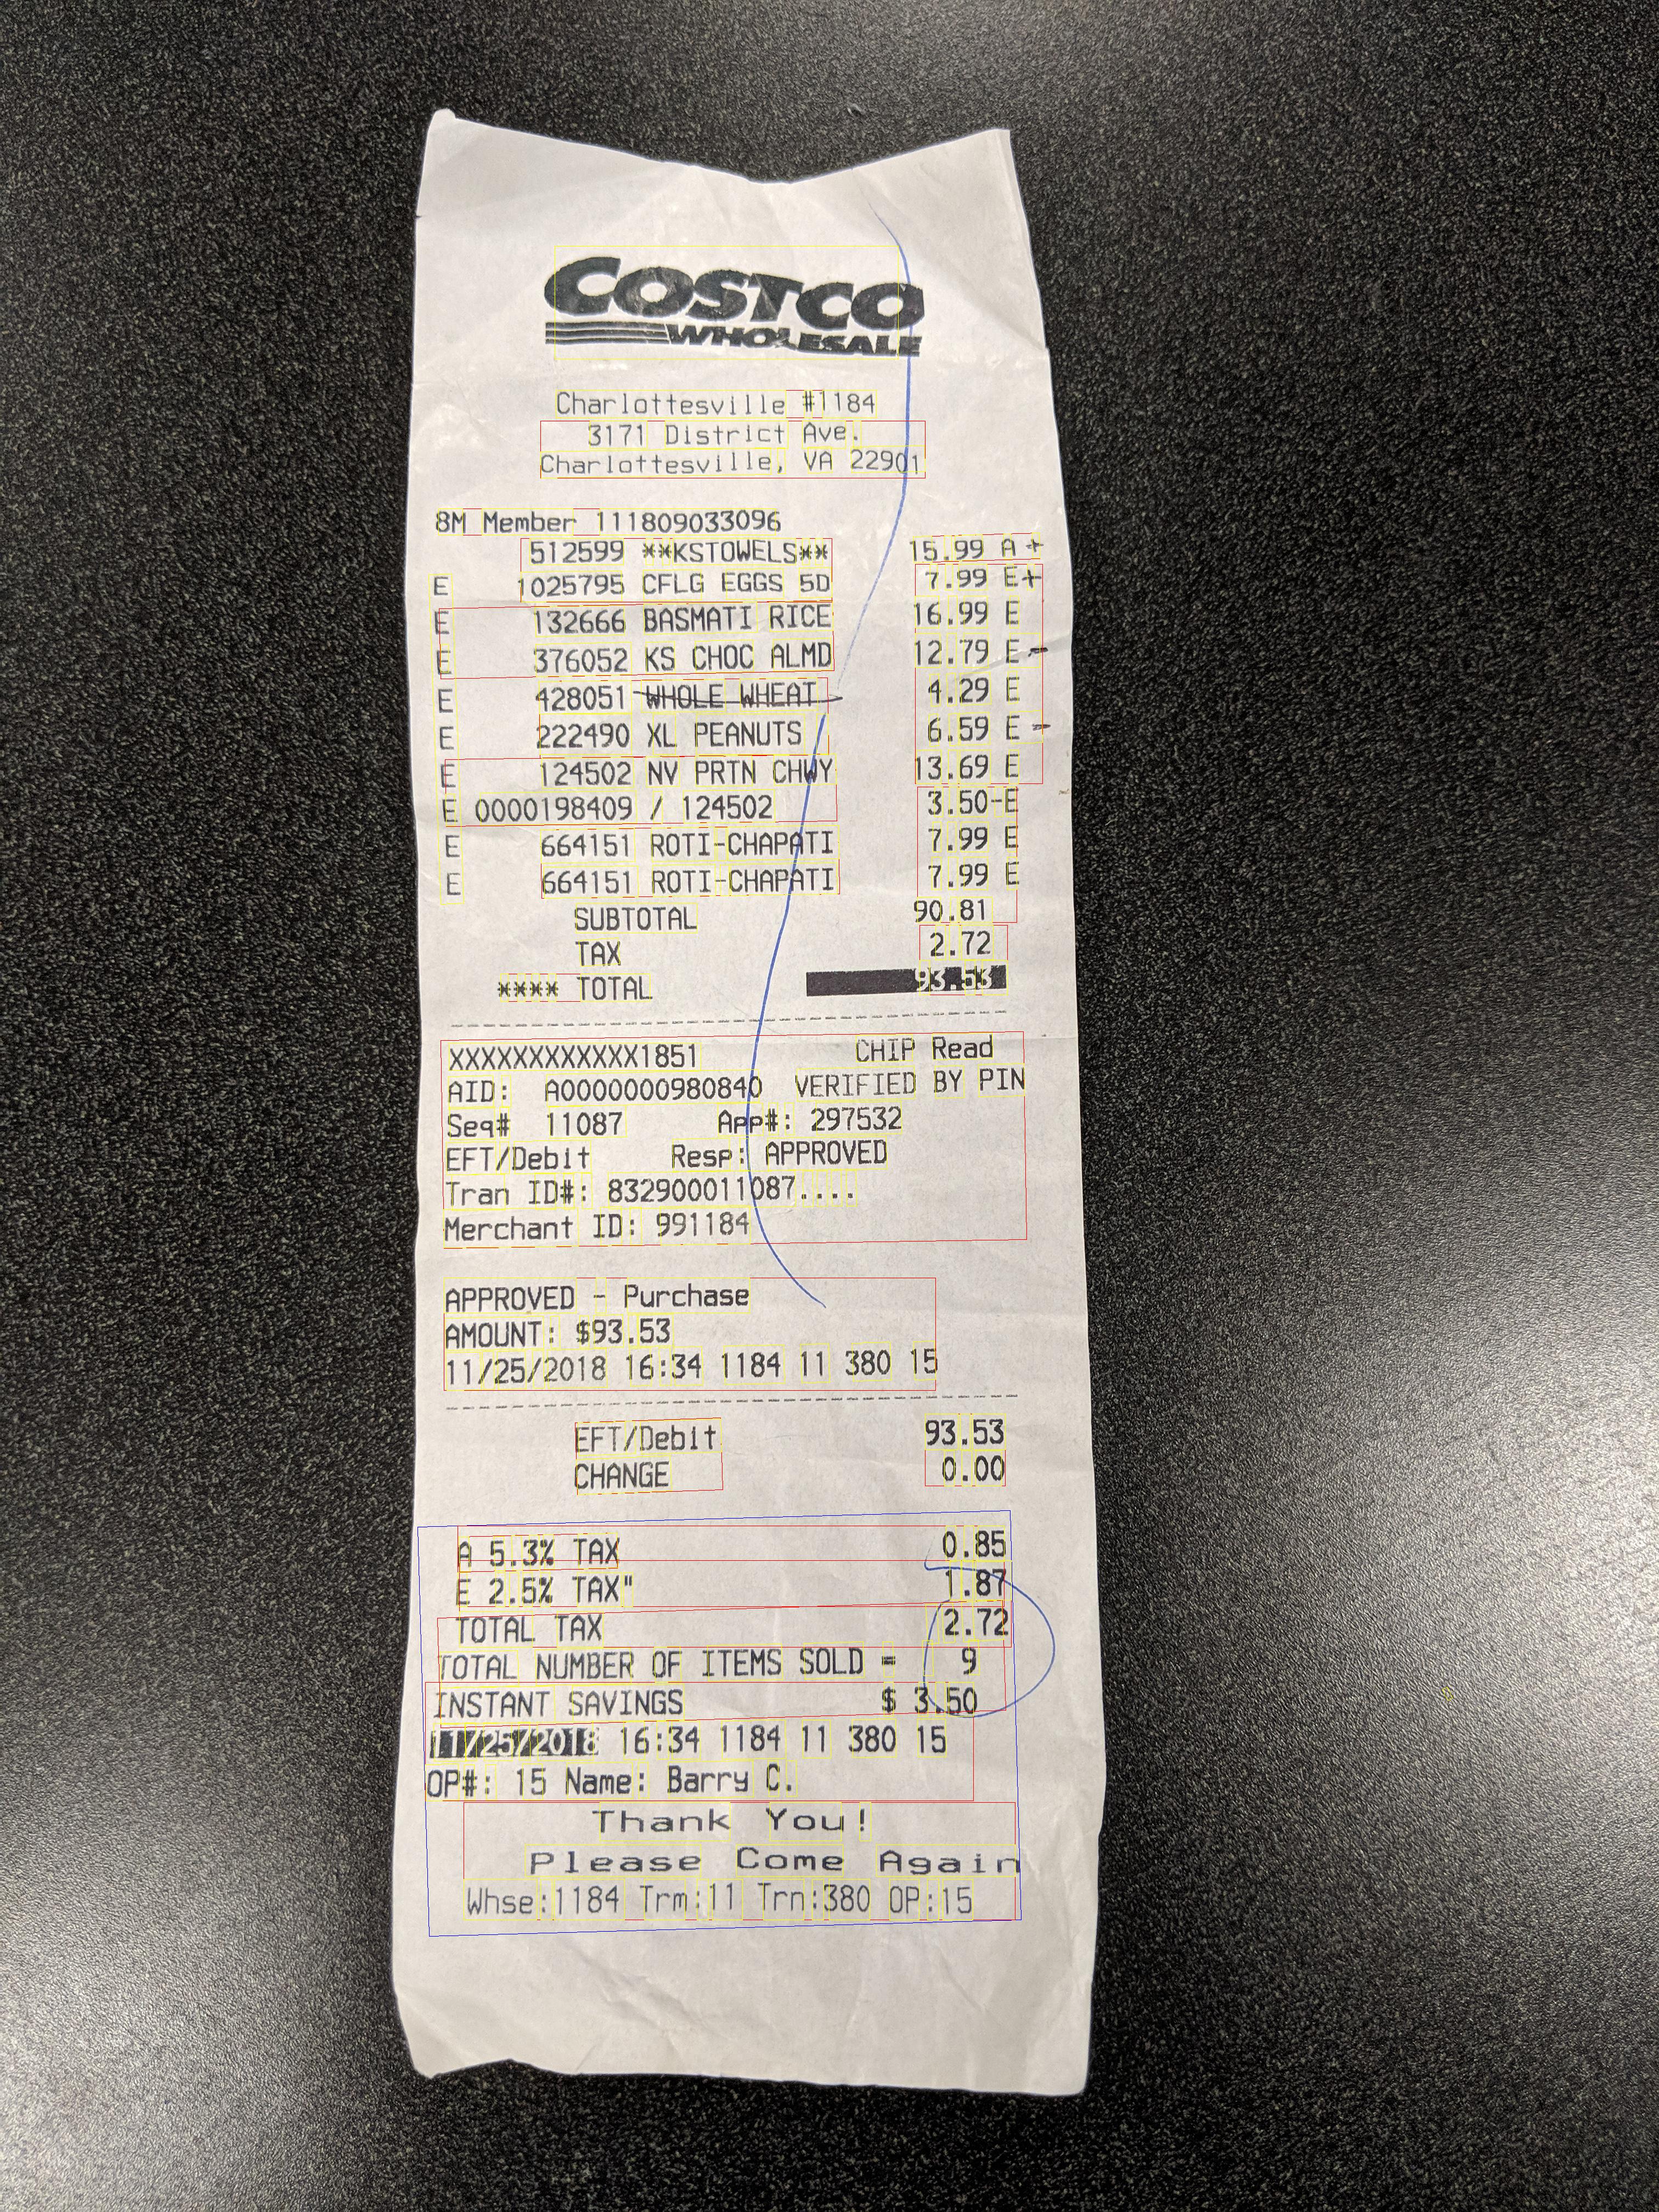 COSTCO
WHOLESALE
Charlottesville #1184
3171 District Ave.
Charlottesville, VA 22901
8M Member 111809033096
512599 **KSTOWELS** 15.99 A +
E 1025795 CFLG EGGS 5D 7.99 E+
E 132666 BASMATI RICE 16.99 E
E 376052 KS CHOC ALMD 12.79 E -
E 428051 WHOLE WHEAT 4.29 E
E 222490 XL PEANUTS 6.59 E -
E 124502 NV PRTN CHWY 13.69 E
E 0000198409 / 124502 3.50-E
E 664151 ROTI-CHAPATI 7.99 E
E 664151 ROTI-CHAPATI 7.99 E
SUBTOTAL 90.81
TAX 2.72
**** TOTAL 93.53
XXXXXXXXXXXX1851 CHIP Read
AID: A0000000980840 VERIFIED BY PIN
Seq# 11087 App#: 297532
EFT/Debit Resp: APPROVED
Tran ID#: 832900011087....
Merchant ID: 991184
APPROVED - Purchase
AMOUNT: $93.53
11/25/2018 16:34 1184 11 380 15
EFT/Debit 93.53
CHANGE 0.00
A 5.3% TAX 0.85
E 2.5% TAX" 1.87
TOTAL TAX 2.72
TOTAL NUMBER OF ITEMS SOLD = 9
INSTANT SAVINGS $ 3.50
11/25/2018 16:34 1184 11 380 15
OP#: 15 Name: Barry C.
Thank You!
Please Come Again
Whse:1184 Trm:11 Trn:380 OP:15